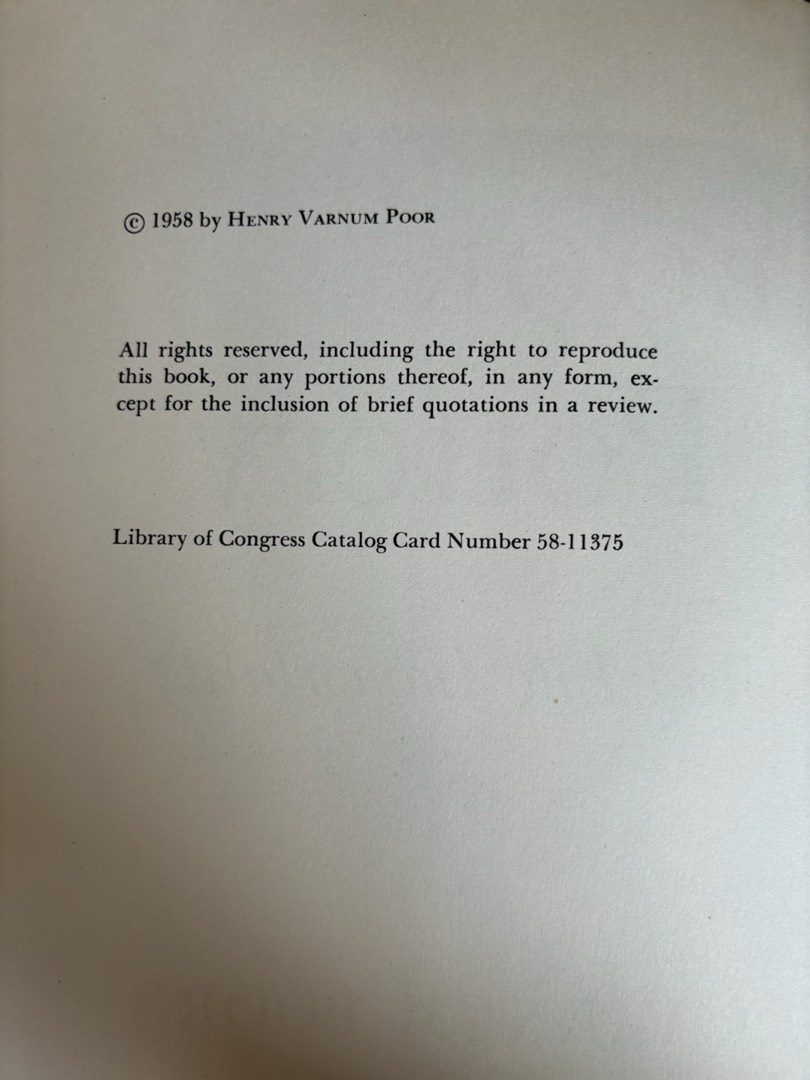 © 1958 by Henry Varnum Poor
All rights reserved, including the right to reproduce
this book, or any portions thereof, in any form, ex-
cept for the inclusion of brief quotations in a review.
Library of Congress Catalog Card Number 58-11375